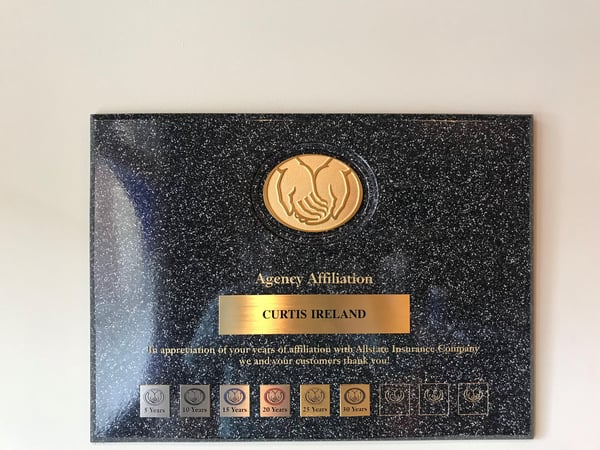 Agency Affiliation
CURTIS IRELAND
In appreciation of your years of affiliation with Allstate Insurance Company
we and your customers thank you!
5 Years 10 Years 15 Years 20 Years 25 Years 30 Years